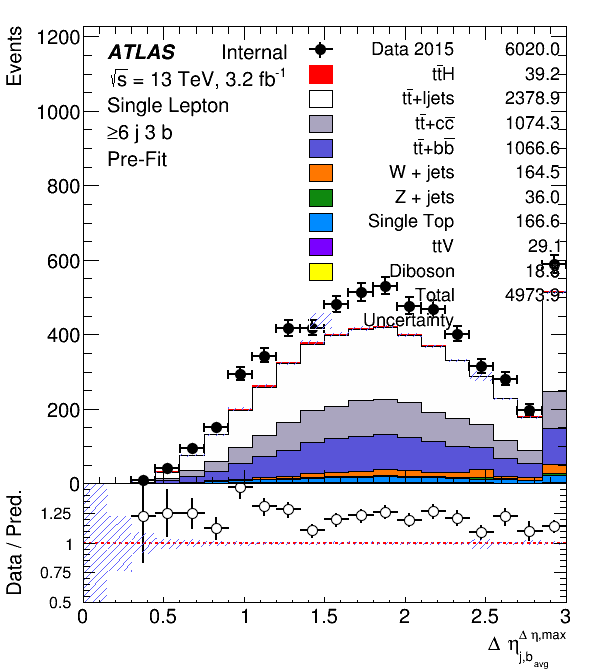 Events
1200
1000
800
600
400
200
0
ATLAS Internal
√s = 13 TeV, 3.2 fb-1
Single Lepton
≥6 j 3 b
Pre-Fit
Data 2015 6020.0
tt̄H 39.2
tt̄+ljets 2378.9
tt̄+cc̄ 1074.3
tt̄+bb̄ 1066.6
W + jets 164.5
Z + jets 36.0
Single Top 166.6
ttV 29.1
Diboson 18.8
Total 4973.9
Uncertainty
Data / Pred.
1.25
1
0.75
0.5
0 0.5 1 1.5 2 2.5 3
Δ η Δ η,max j,b avg